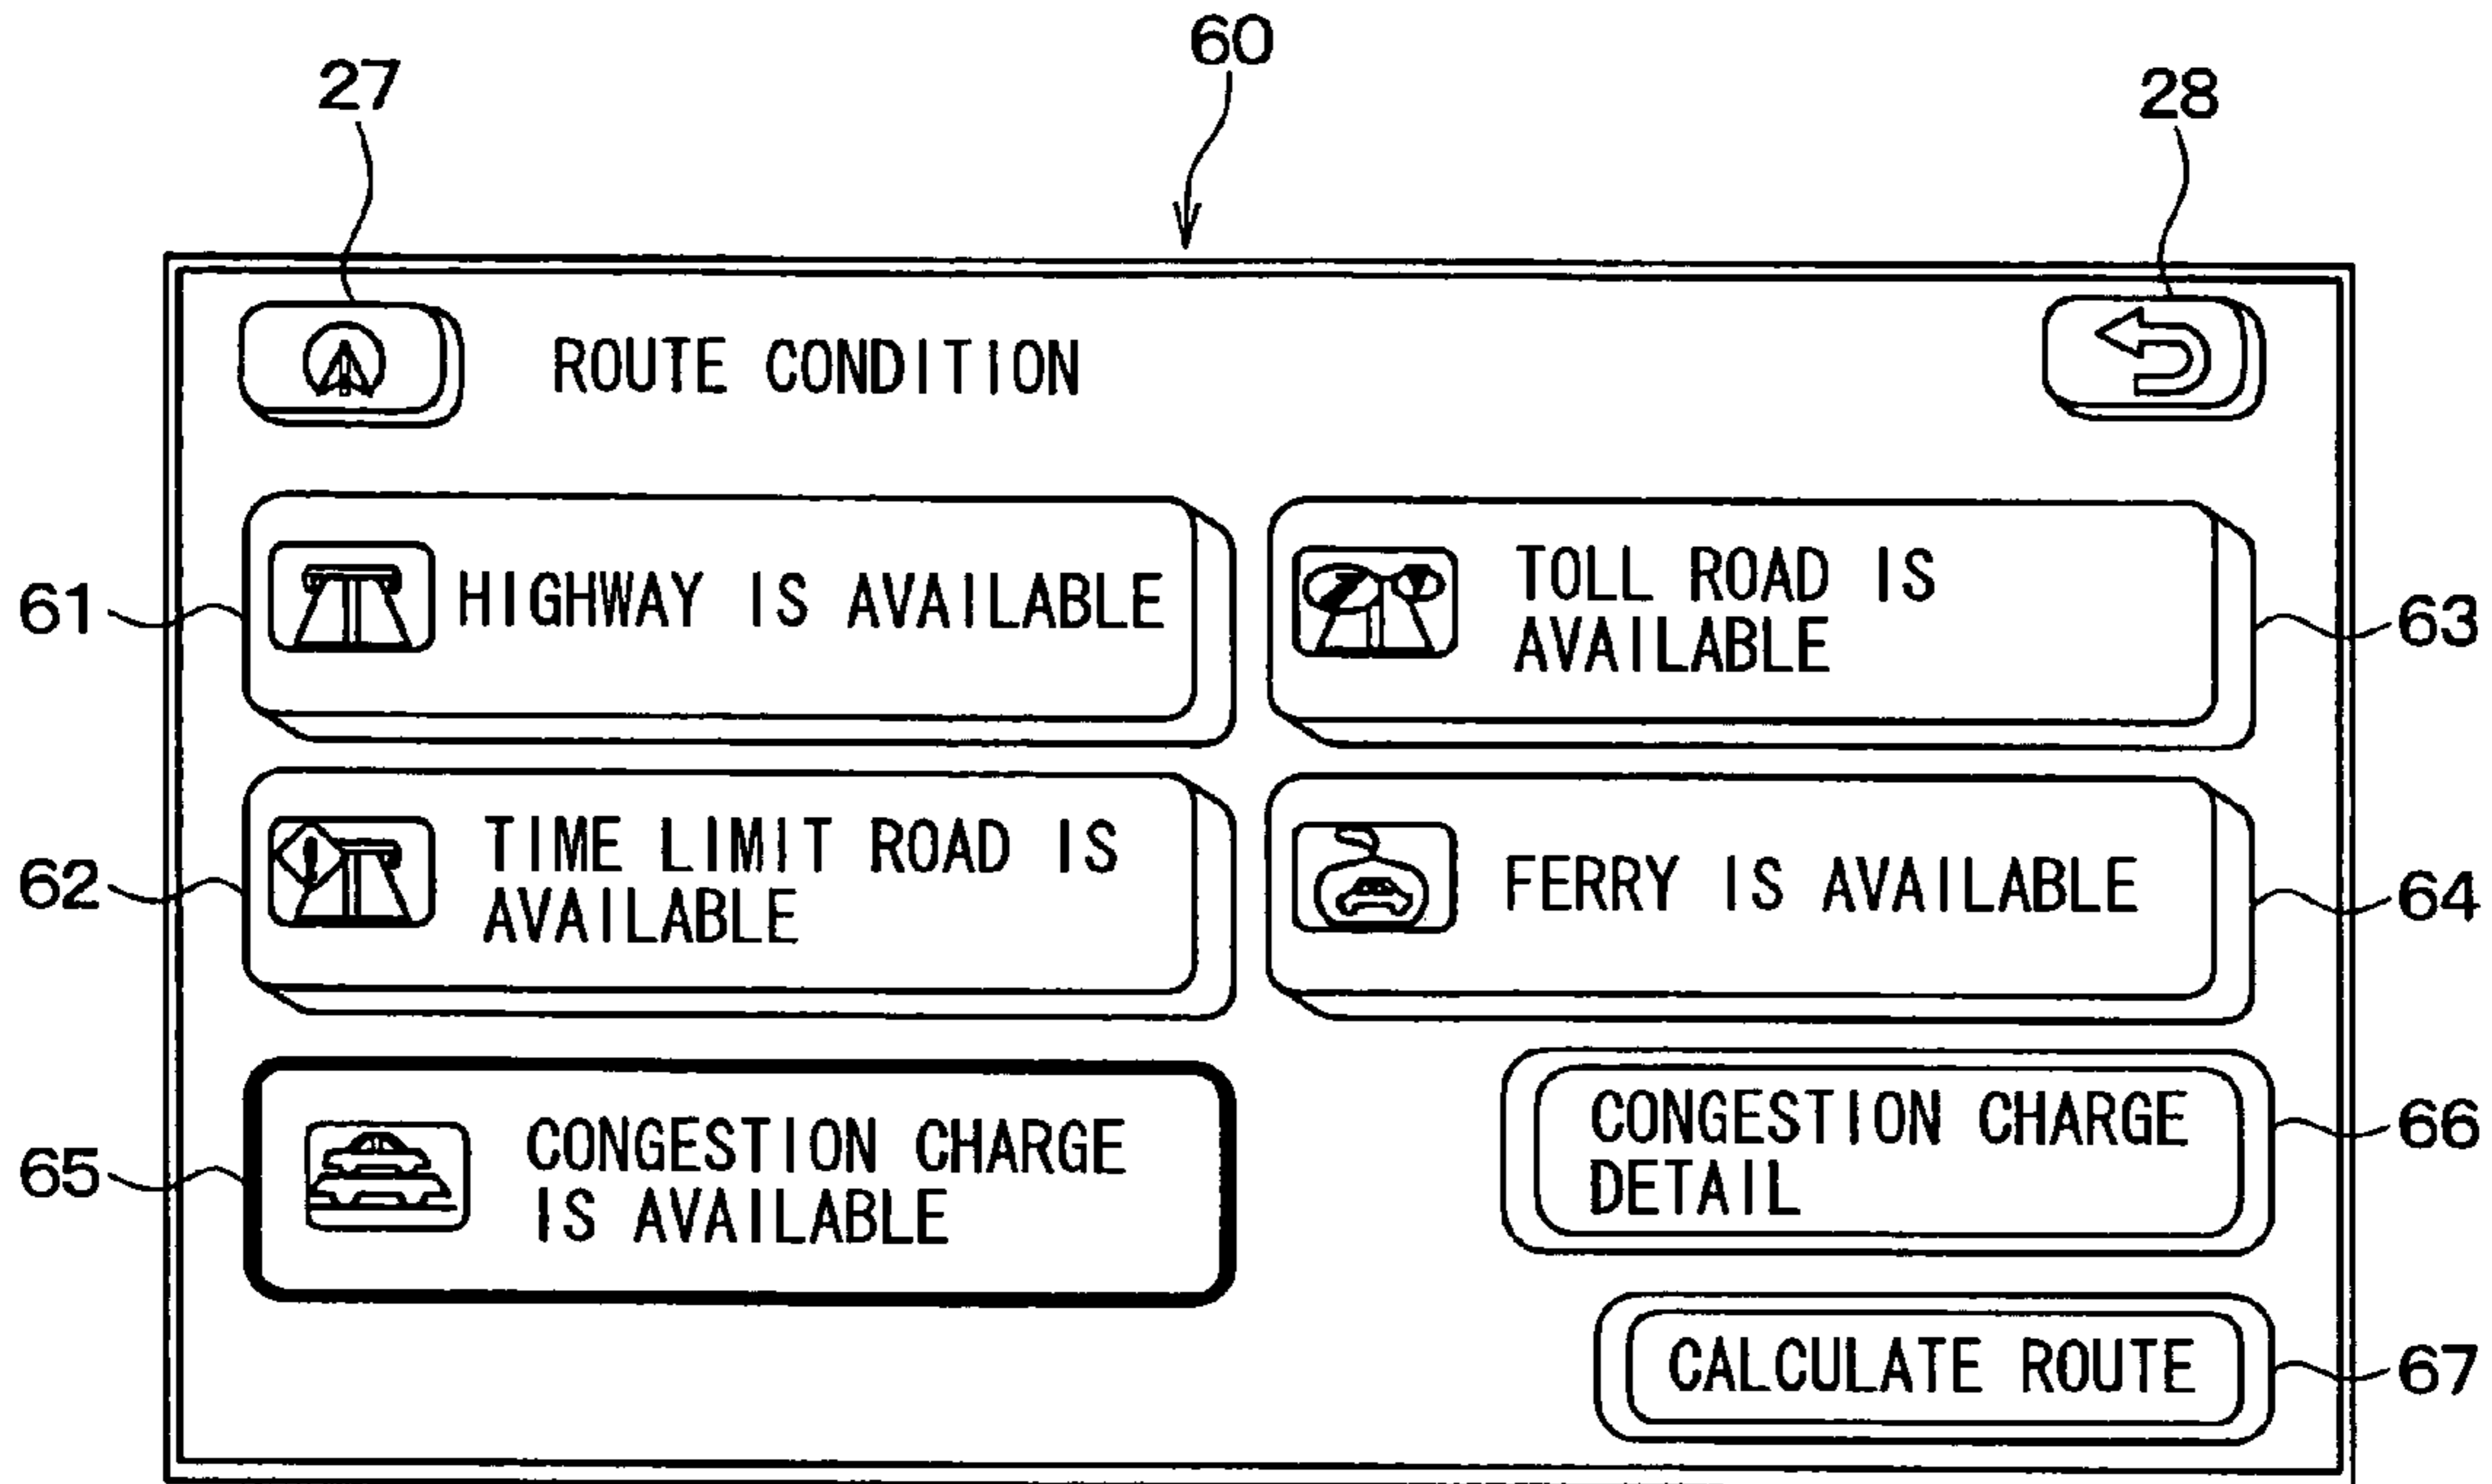 60
27
28
ROUTE CONDITION
61
HIGHWAY IS AVAILABLE
TOLL ROAD IS
AVAILABLE
63
62
TIME LIMIT ROAD IS
AVAILABLE
FERRY IS AVAILABLE
64
65
CONGESTION CHARGE
IS AVAILABLE
CONGESTION CHARGE
DETAIL
66
CALCULATE ROUTE
67